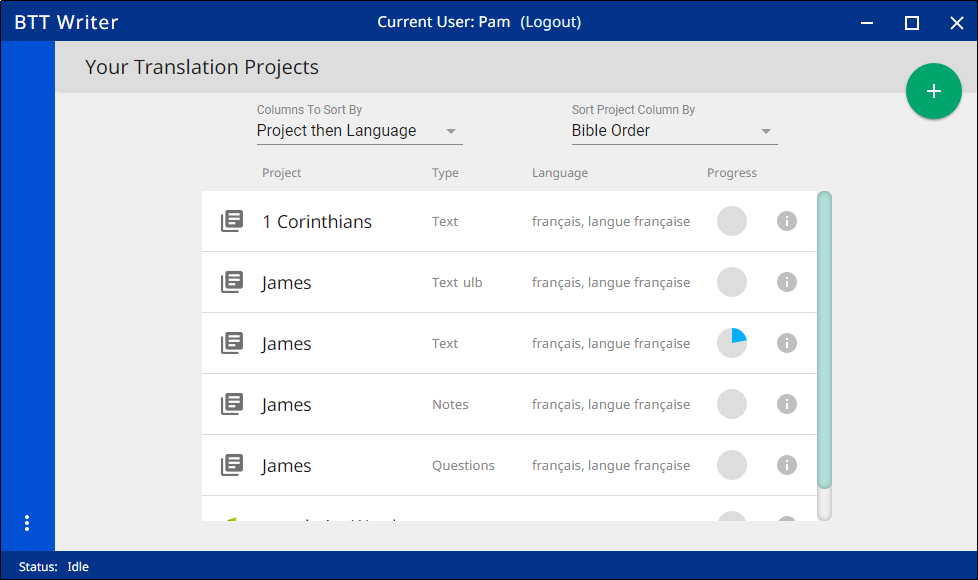 BTT Writer
Current User: Pam (Logout)
Your Translation Projects
Columns To Sort By
Project then Language
Sort Project Column By
Bible Order
Project Type Language Progress
1 Corinthians Text français, langue française
James Text ulb français, langue française
James Text français, langue française
James Notes français, langue française
James Questions français, langue française
Status: Idle